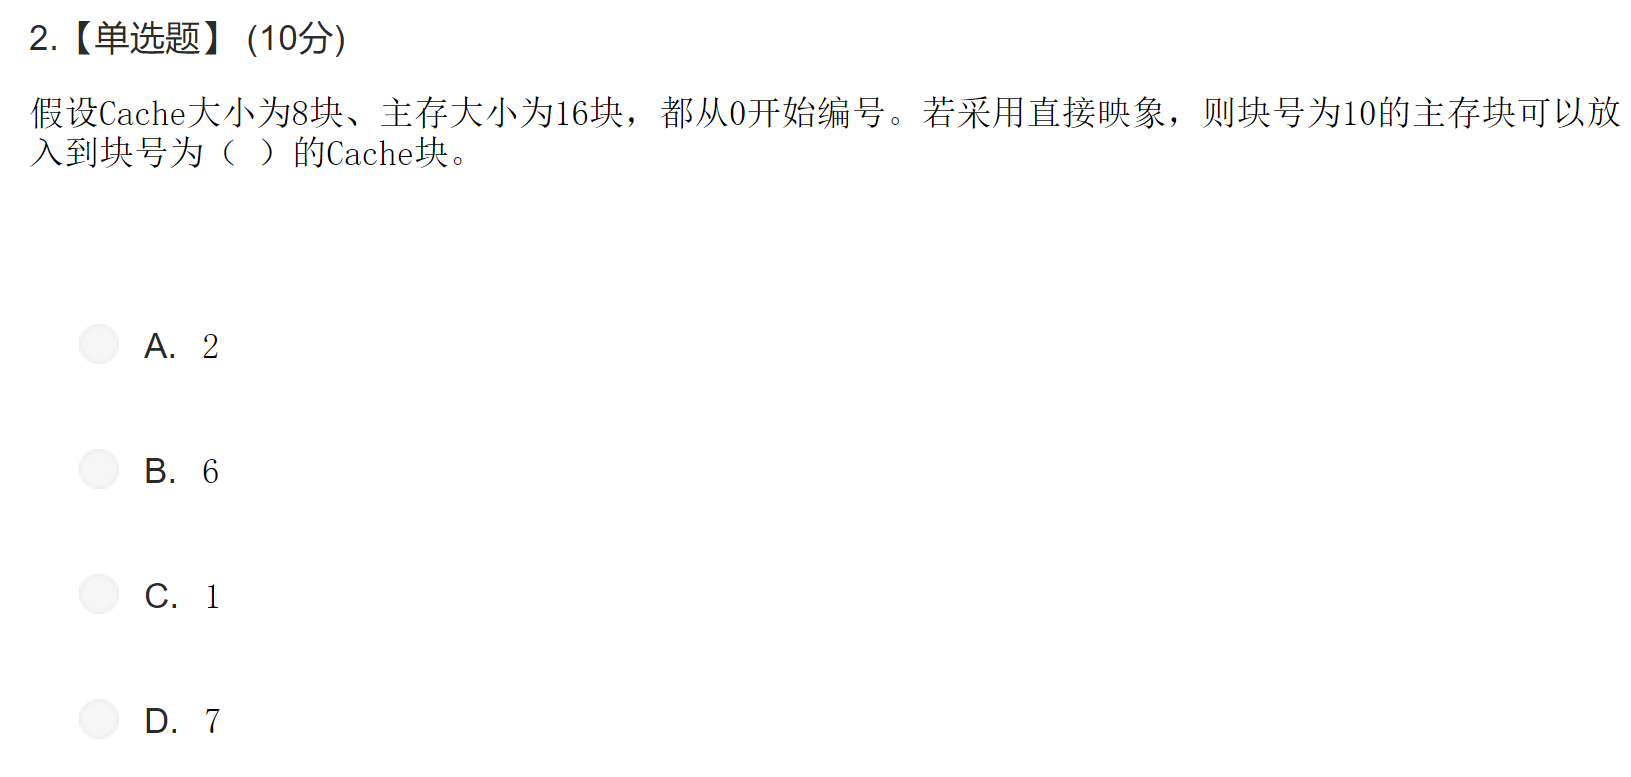 2.【单选题】 (10分)
假设Cache大小为8块、主存大小为16块，都从0开始编号。若采用直接映象，则块号为10的主存块可以放
入到块号为（ ）的Cache块。
A. 2
B. 6
C. 1
D. 7